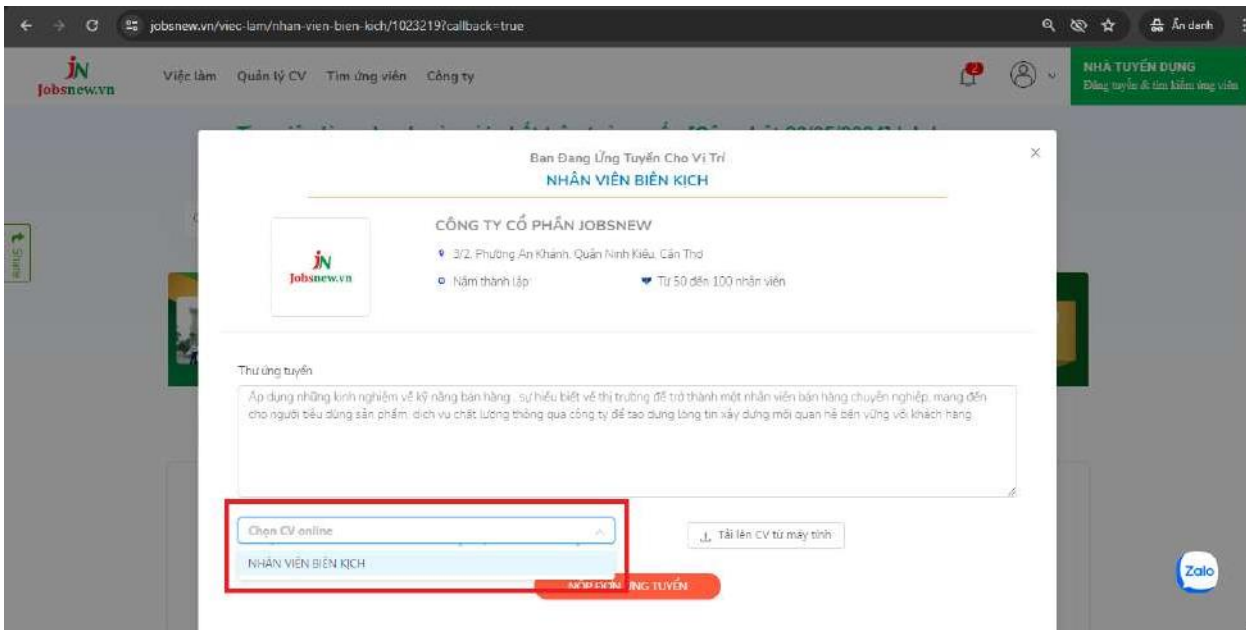 jobsnew.vn/viec-lam/nhan-vien-bien-kich/1023219?callback=true
Ẩn danh
jN
Jobsnew.vn
Việc làm
Quản lý CV
Tìm ứng viên
Công ty
2
NHÀ TUYỂN DỤNG
Đăng tuyển & tìm kiếm ứng viên
Share
Bạn Đang Ứng Tuyển Cho Vị Trí
NHÂN VIÊN BIÊN KỊCH
jN
Jobsnew.vn
CÔNG TY CỔ PHẦN JOBSNEW
3/2, Phường An Khánh, Quận Ninh Kiều, Cần Thơ
Năm thành lập:
Từ 50 đến 100 nhân viên
Thư ứng tuyển
Áp dụng những kinh nghiệm về kỹ năng bán hàng , sự hiểu biết về thị trường để trở thành một nhân viên bán hàng chuyên nghiệp, mang đến
cho người tiêu dùng sản phẩm, dịch vụ chất lượng thông qua công ty để tạo dựng lòng tin xây dựng mối quan hệ bền vững với khách hàng.
Chọn CV online
Tải lên CV từ máy tính
NHÂN VIÊN BIÊN KỊCH
NỘP ĐƠN ỨNG TUYỂN
Zalo